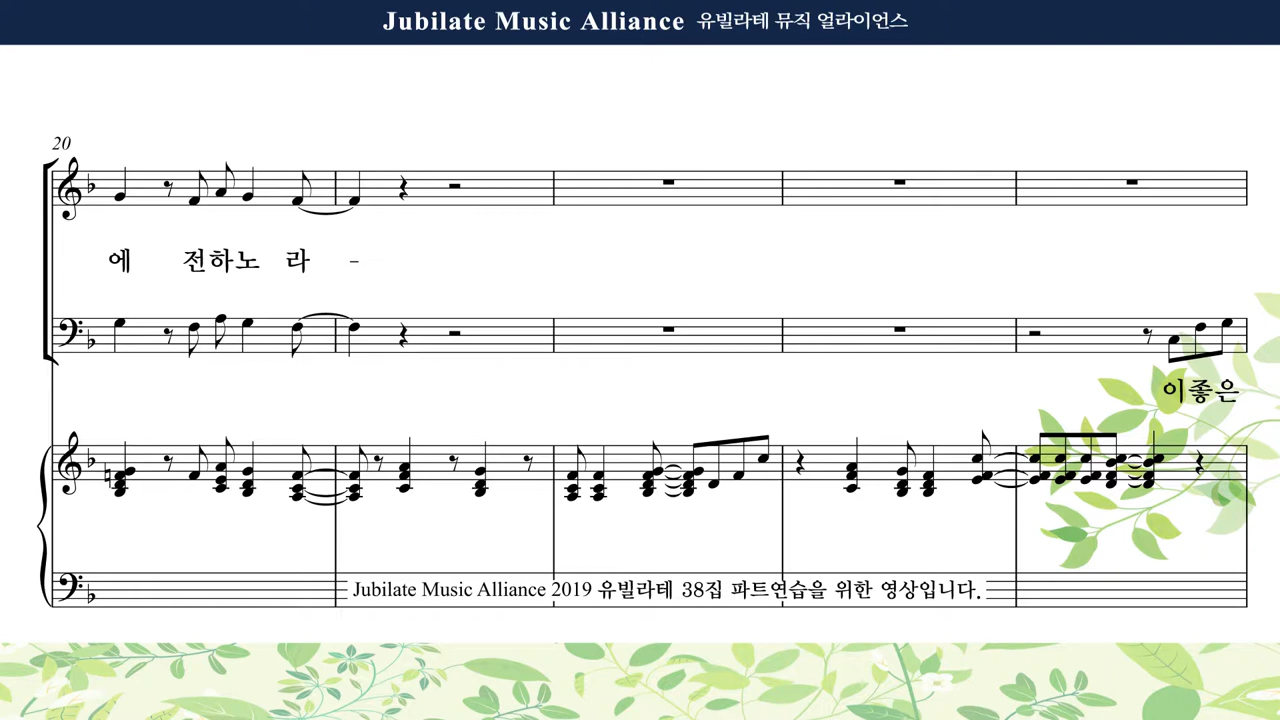 Jubilate Music Alliance 유빌라테 뮤직 얼라이언스
20
에 전하노 라 -
이좋은
Jubilate Music Alliance 2019 유빌라테 38집 파트연습을 위한 영상입니다.